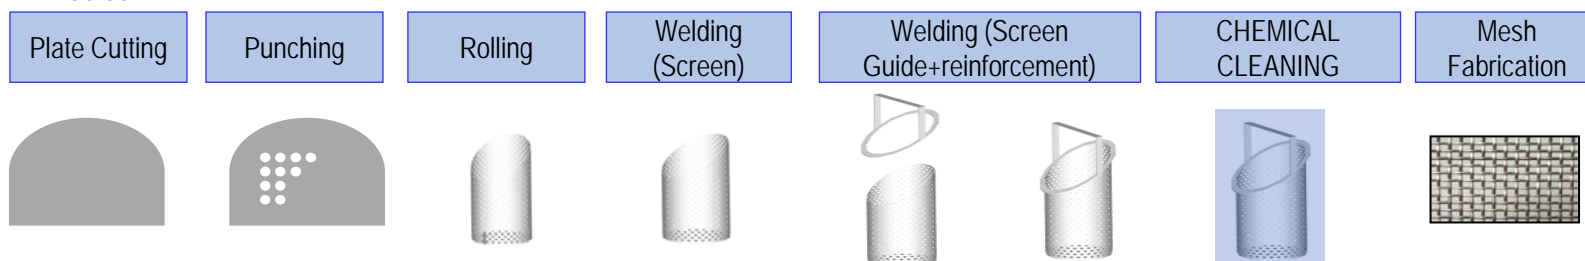 Plate Cutting
Punching
Rolling
Welding
(Screen)
Welding (Screen
Guide+reinforcement)
CHEMICAL
CLEANING
Mesh
Fabrication